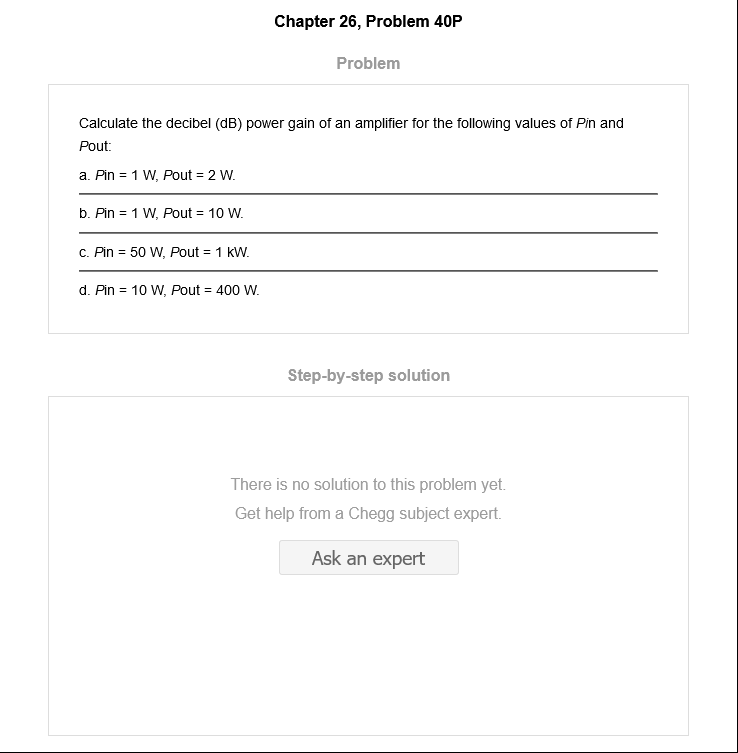 Chapter 26, Problem 40P
Problem
Calculate the decibel (dB) power gain of an amplifier for the following values of Pin and
Pout:
a. Pin = 1 W, Pout = 2 W.
b. Pin = 1 W, Pout = 10 W.
c. Pin = 50 W, Pout = 1 kW.
d. Pin = 10 W, Pout = 400 W.
Step-by-step solution
There is no solution to this problem yet.
Get help from a Chegg subject expert.
Ask an expert